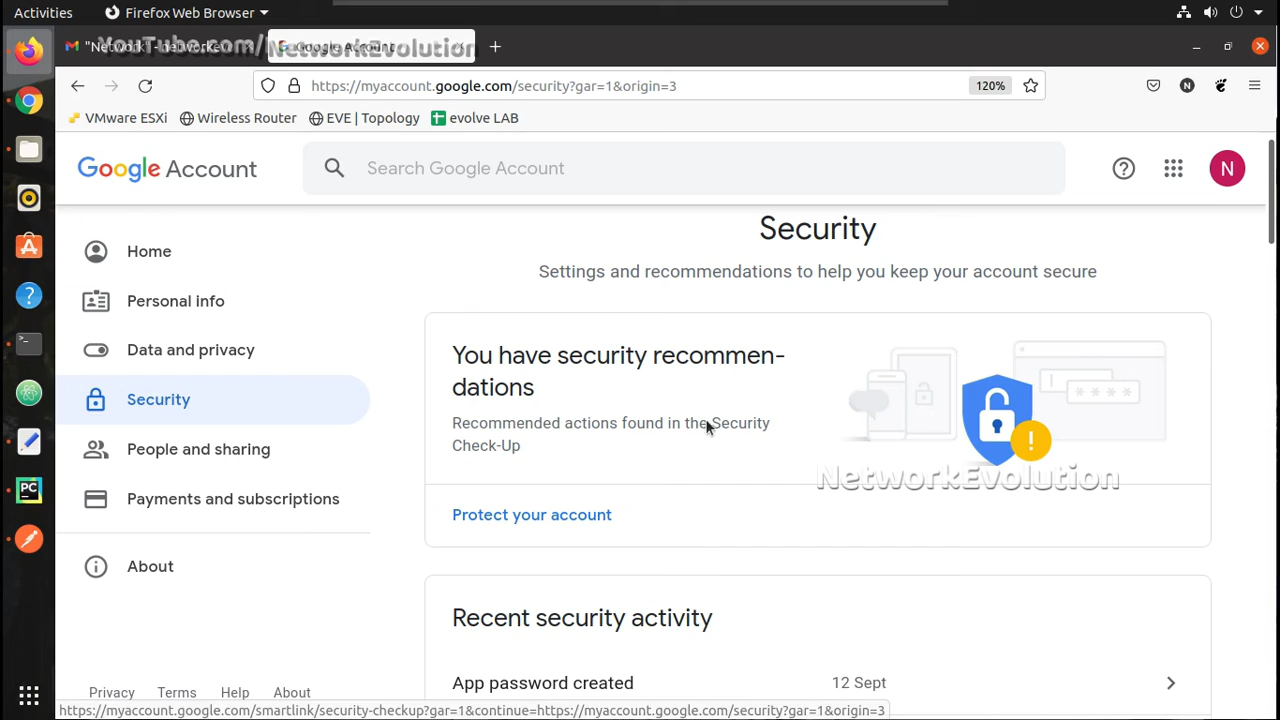 Activities
Firefox Web Browser
YouTube.com/NetworkEvolution
https://myaccount.google.com/security?gar=1&origin=3
120%
N
VMware ESXi
Wireless Router
EVE | Topology
evolve LAB
Google Account
Search Google Account
N
Security
Settings and recommendations to help you keep your account secure
Home
Personal info
Data and privacy
Security
People and sharing
Payments and subscriptions
About
You have security recommen-
dations
Recommended actions found in the Security
Check-Up
NetworkEvolution
Protect your account
Recent security activity
App password created
12 Sept
Privacy
Terms
Help
About
https://myaccount.google.com/smartlink/security-checkup?gar=1&continue=https://myaccount.google.com/security?gar=1&origin=3
PC